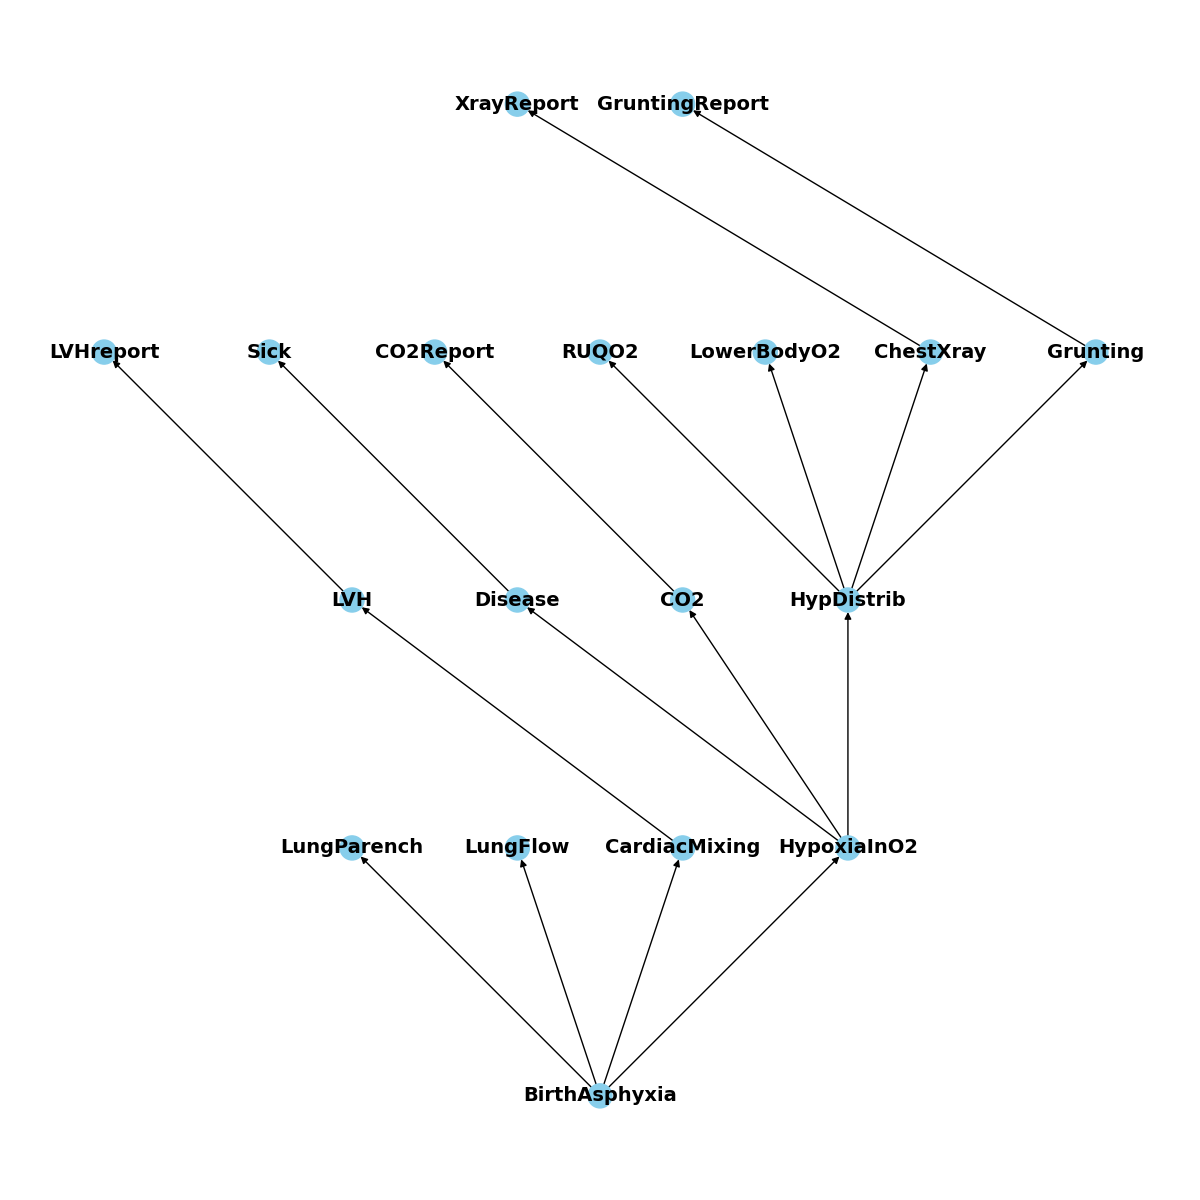 XrayReport GruntingReport
LVHreport Sick CO2Report RUQO2 LowerBodyO2 ChestXray Grunting
LVH Disease CO2 HypDistrib
LungParench LungFlow CardiacMixing HypoxiaInO2
BirthAsphyxia